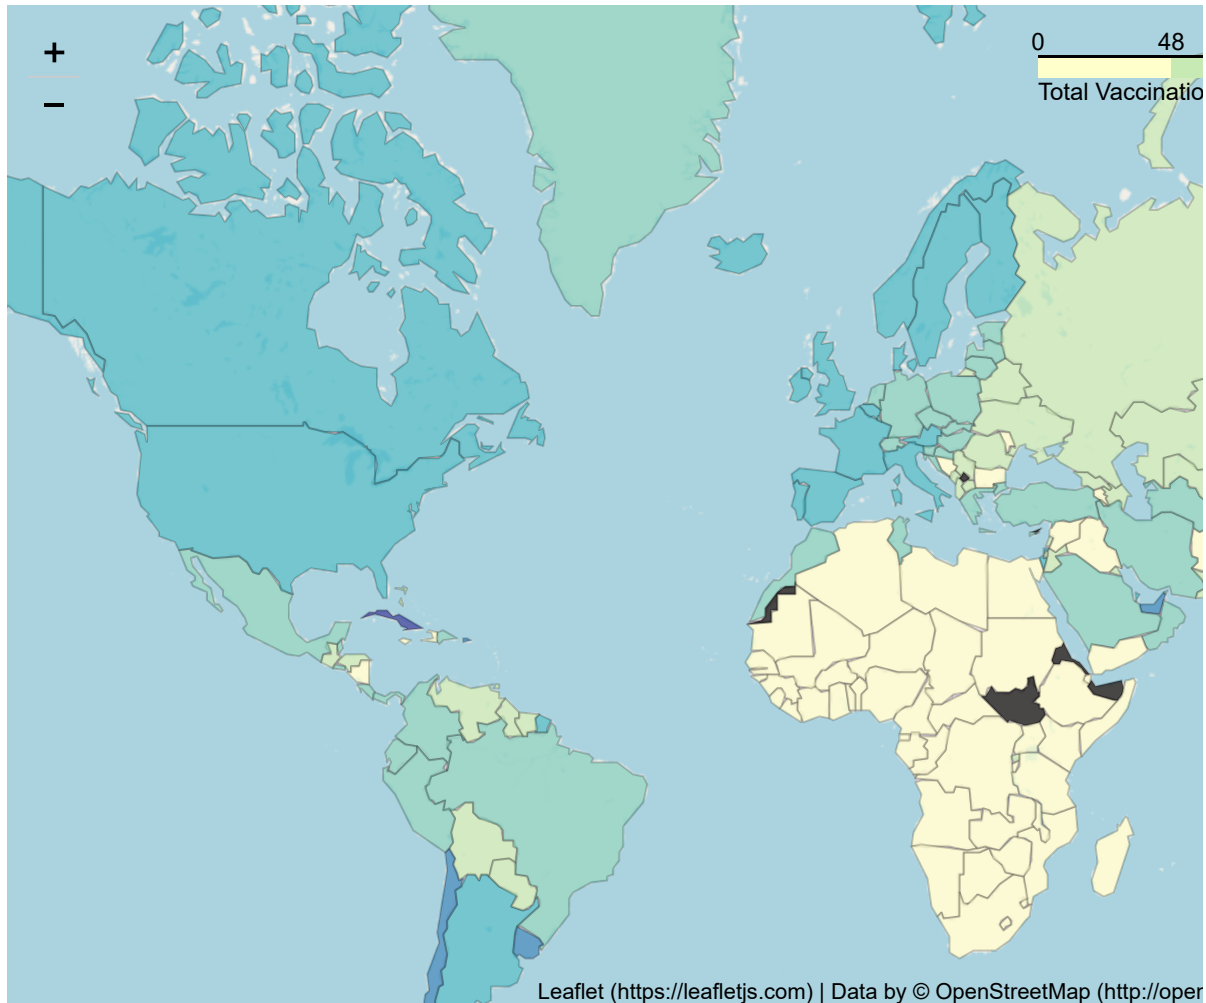 +
−
0 48
Total Vaccinatio
Leaflet (https://leafletjs.com) | Data by © OpenStreetMap (http://oper